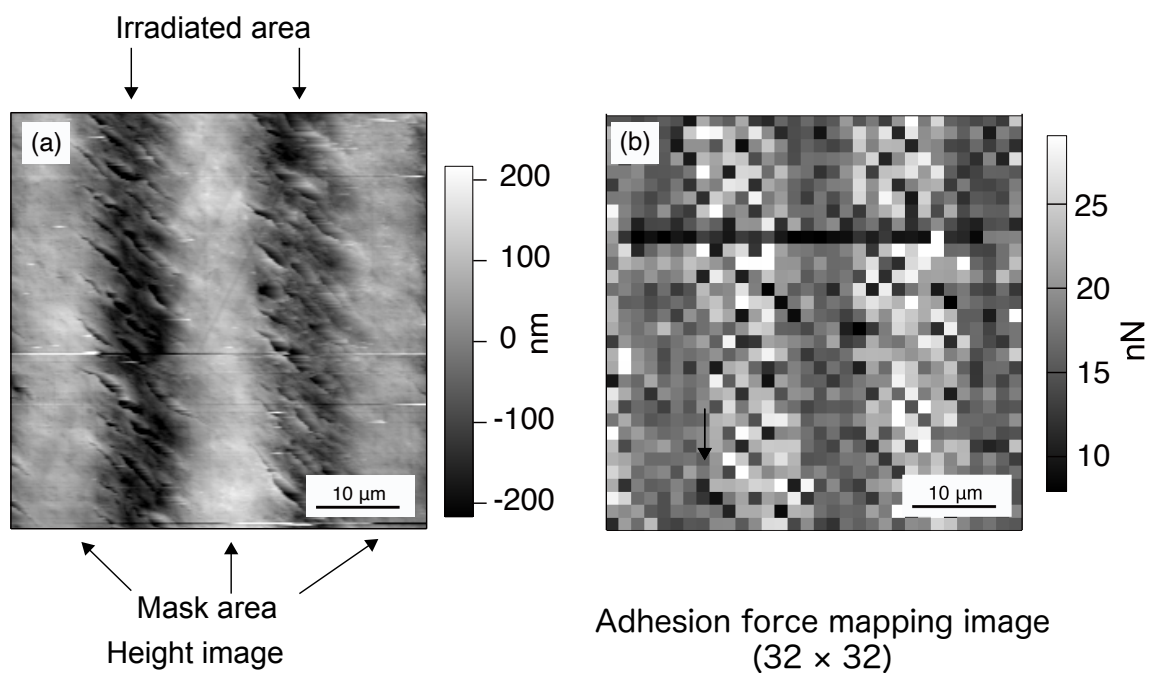 Irradiated area
(a)
200
100
0
-100
-200
nm
10 µm
Mask area
Height image
(b)
25
20
15
10
nN
10 µm
Adhesion force mapping image
(32 × 32)